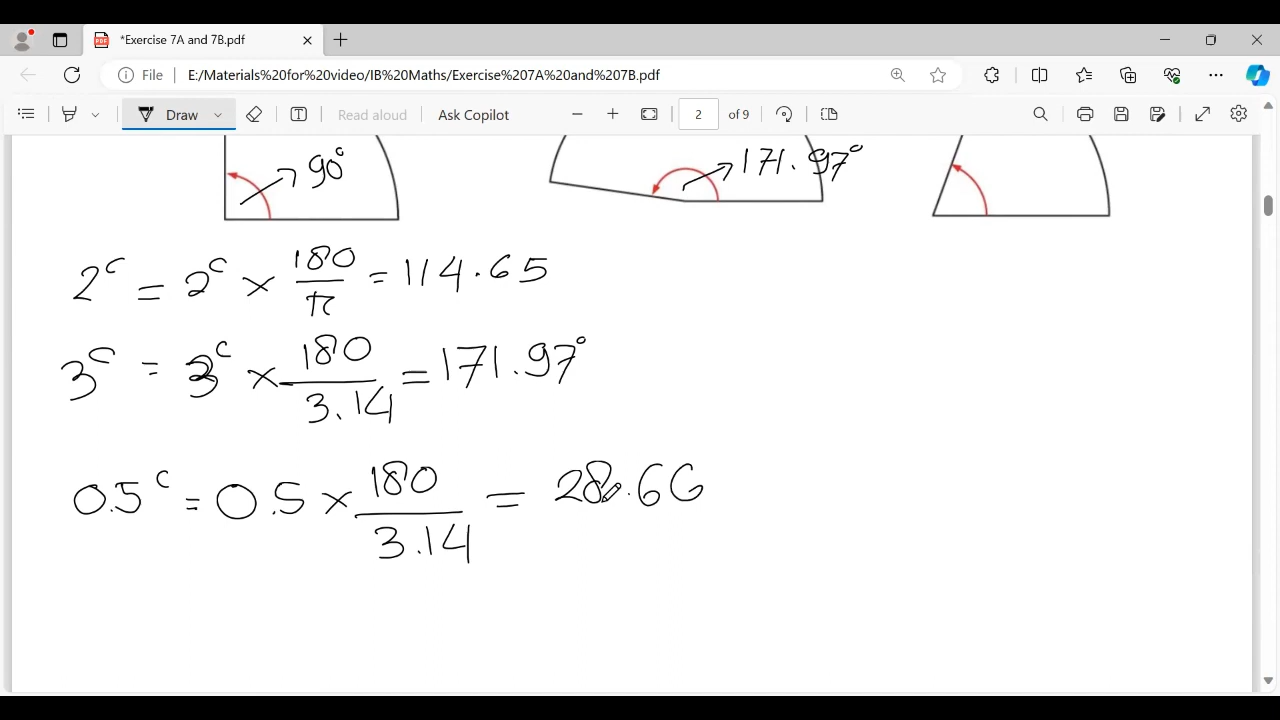 *Exercise 7A and 7B.pdf
File | E:/Materials%20for%20video/IB%20Maths/Exercise%207A%20and%207B.pdf
Draw Read aloud Ask Copilot 2 of 9
90° 171.97°
2ᶜ = 2ᶜ × 180/π = 114.65
3ᶜ = 3ᶜ × 180/3.14 = 171.97°
0.5ᶜ = 0.5 × 180/3.14 = 28.66